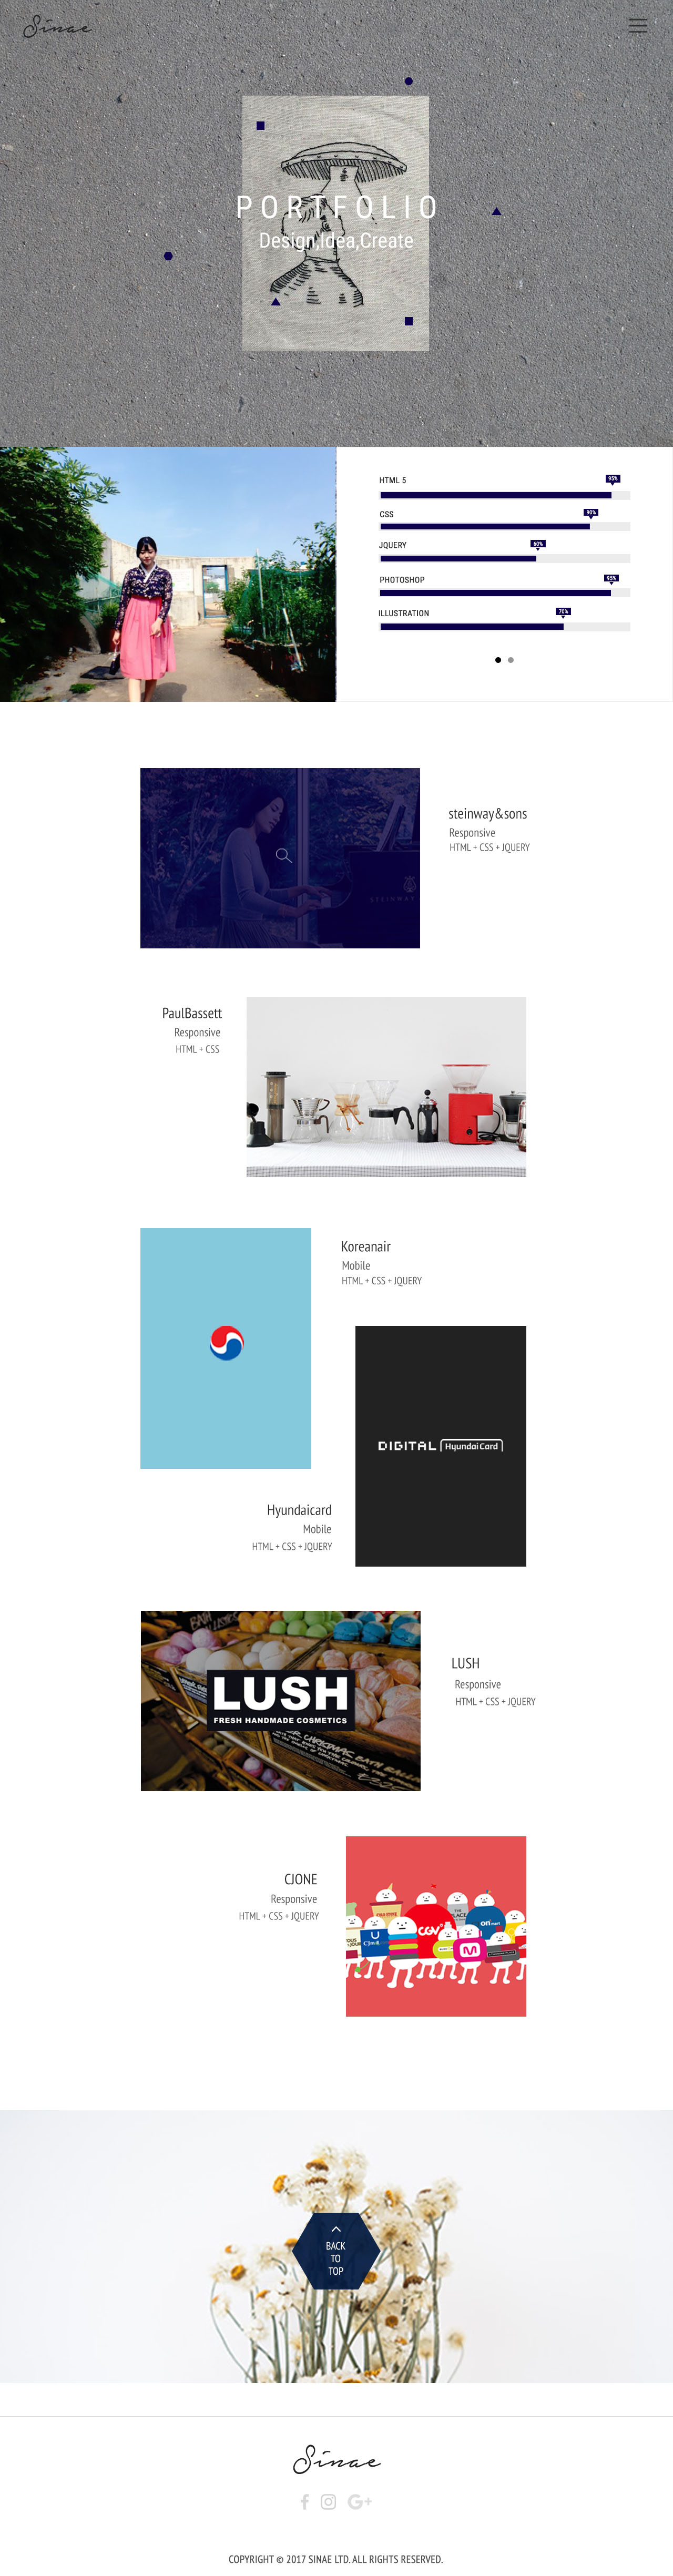 Sinae
PORTFOLIO
Design,Idea,Create
HTML 5
95%
CSS
90%
JQUERY
60%
PHOTOSHOP
95%
ILLUSTRATION
70%
STEINWAY
steinway&sons
Responsive
HTML + CSS + JQUERY
PaulBassett
Responsive
HTML + CSS
Koreanair
Mobile
HTML + CSS + JQUERY
DIGITAL HyundaiCard
Hyundaicard
Mobile
HTML + CSS + JQUERY
LUSH
FRESH HANDMADE COSMETICS
LUSH
Responsive
HTML + CSS + JQUERY
CJONE
Responsive
HTML + CSS + JQUERY
CGV
BACK
TO
TOP
Sinae
G+
COPYRIGHT © 2017 SINAE LTD. ALL RIGHTS RESERVED.